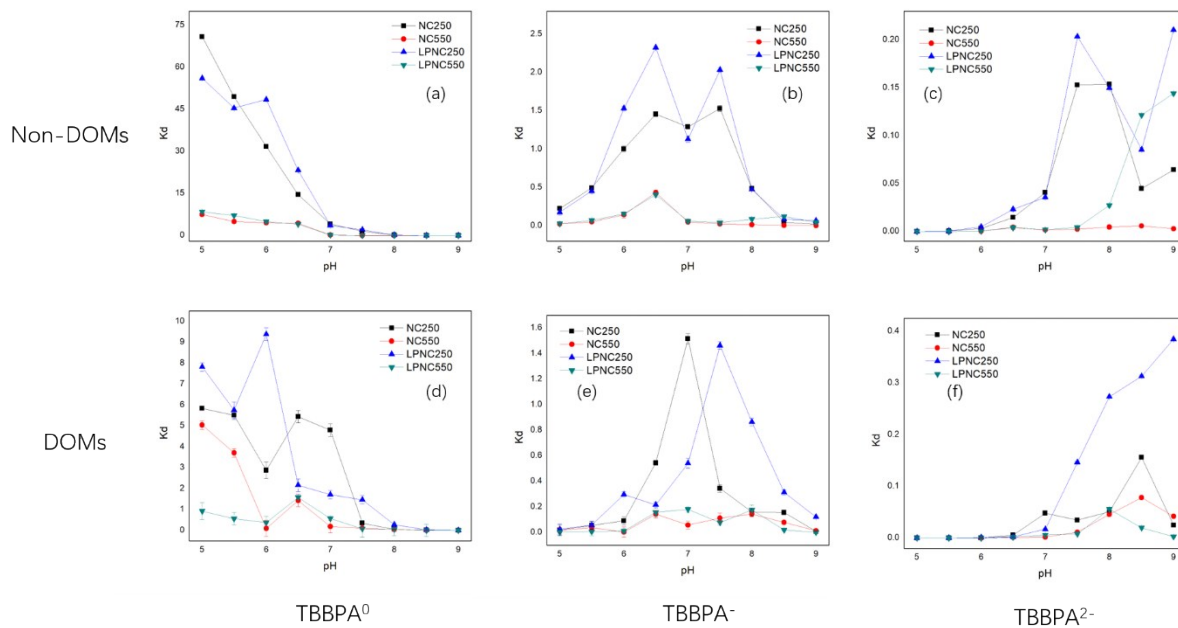 Non-DOMs
Kd
75
60
45
30
15
0
5 6 7 8 9
pH
NC250
NC550
LPNC250
LPNC550
(a)
Kd
2.5
2.0
1.5
1.0
0.5
0.0
5 6 7 8 9
pH
NC250
NC550
LPNC250
LPNC550
(b)
Kd
0.20
0.15
0.10
0.05
0.00
5 6 7 8 9
pH
NC250
NC550
LPNC250
LPNC550
(c)
DOMs
Kd
10
9
8
7
6
5
4
3
2
1
0
5 6 7 8 9
pH
NC250
NC550
LPNC250
LPNC550
(d)
Kd
1.6
1.4
1.2
1.0
0.8
0.6
0.4
0.2
0.0
5 6 7 8 9
pH
NC250
NC550
LPNC250
LPNC550
(e)
Kd
0.4
0.3
0.2
0.1
0.0
5 6 7 8 9
pH
NC250
NC550
LPNC250
LPNC550
(f)
TBBPA⁰
TBBPA⁻
TBBPA²⁻